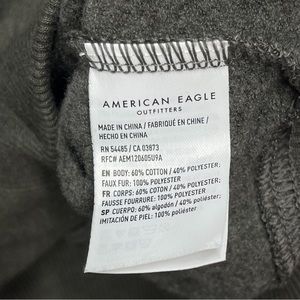 AMERICAN EAGLE
OUTFITTERS
MADE IN CHINA / FABRIQUÉ EN CHINE /
HECHO EN CHINA
RN 54485 / CA 03873
RFC# AEM120605U9A
EN BODY: 60% COTTON / 40% POLYESTER;
FAUX FUR: 100% POLYESTER
FR CORPS: 60% COTON / 40% POLYESTER;
FAUSSE FOURRURE: 100% POLYESTER
SP CUERPO: 60% algodón / 40% poliéster;
IMITACIÓN DE PIEL: 100% poliéster